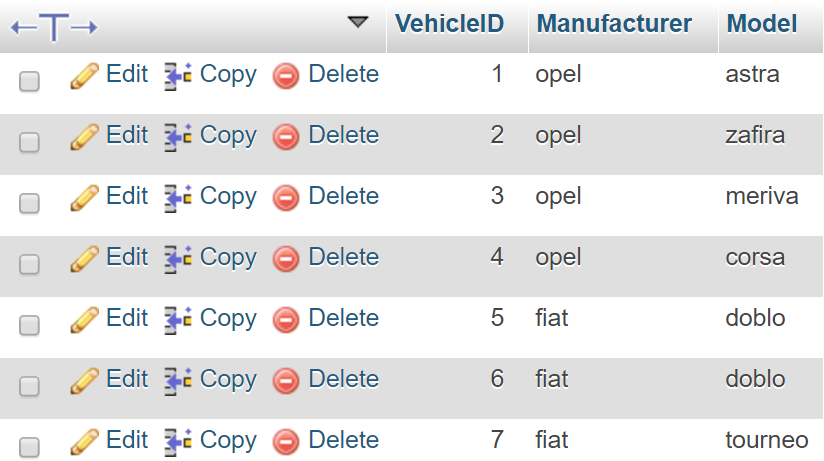 VehicleID Manufacturer Model
Edit Copy Delete 1 opel astra
Edit Copy Delete 2 opel zafira
Edit Copy Delete 3 opel meriva
Edit Copy Delete 4 opel corsa
Edit Copy Delete 5 fiat doblo
Edit Copy Delete 6 fiat doblo
Edit Copy Delete 7 fiat tourneo